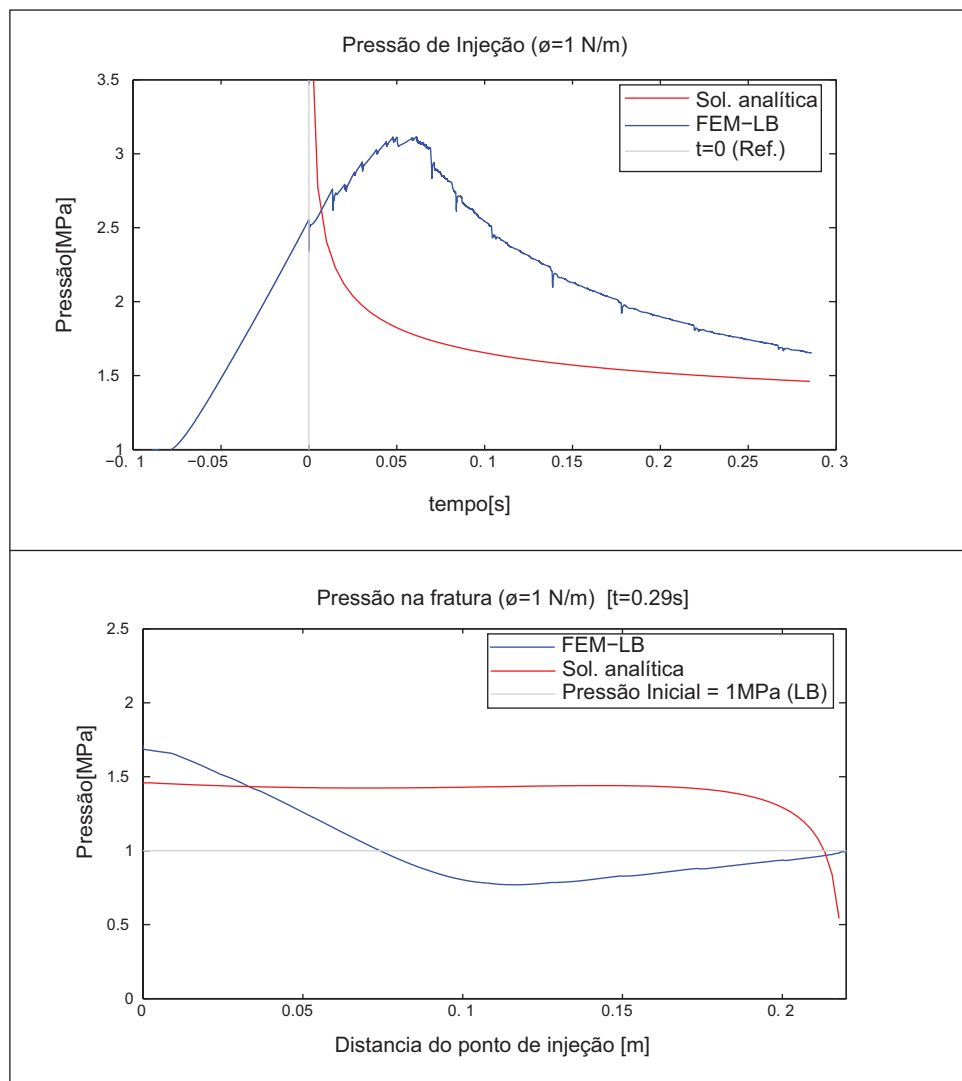 Pressão de Injeção (ø=1 N/m)
Sol. analítica
FEM−LB
t=0 (Ref.)
Pressão[MPa]
3.5
3
2.5
2
1.5
1
−0. 1
−0.05
0
0.05
0. 1
0.15
0. 2
0.25
0. 3
tempo[s]
Pressão na fratura (ø=1 N/m) [t=0.29s]
FEM−LB
Sol. analítica
Pressão Inicial = 1MPa (LB)
Pressão[MPa]
2.5
2
1.5
1
0.5
0
0
0.05
0. 1
0.15
0. 2
Distancia do ponto de injeção [m]